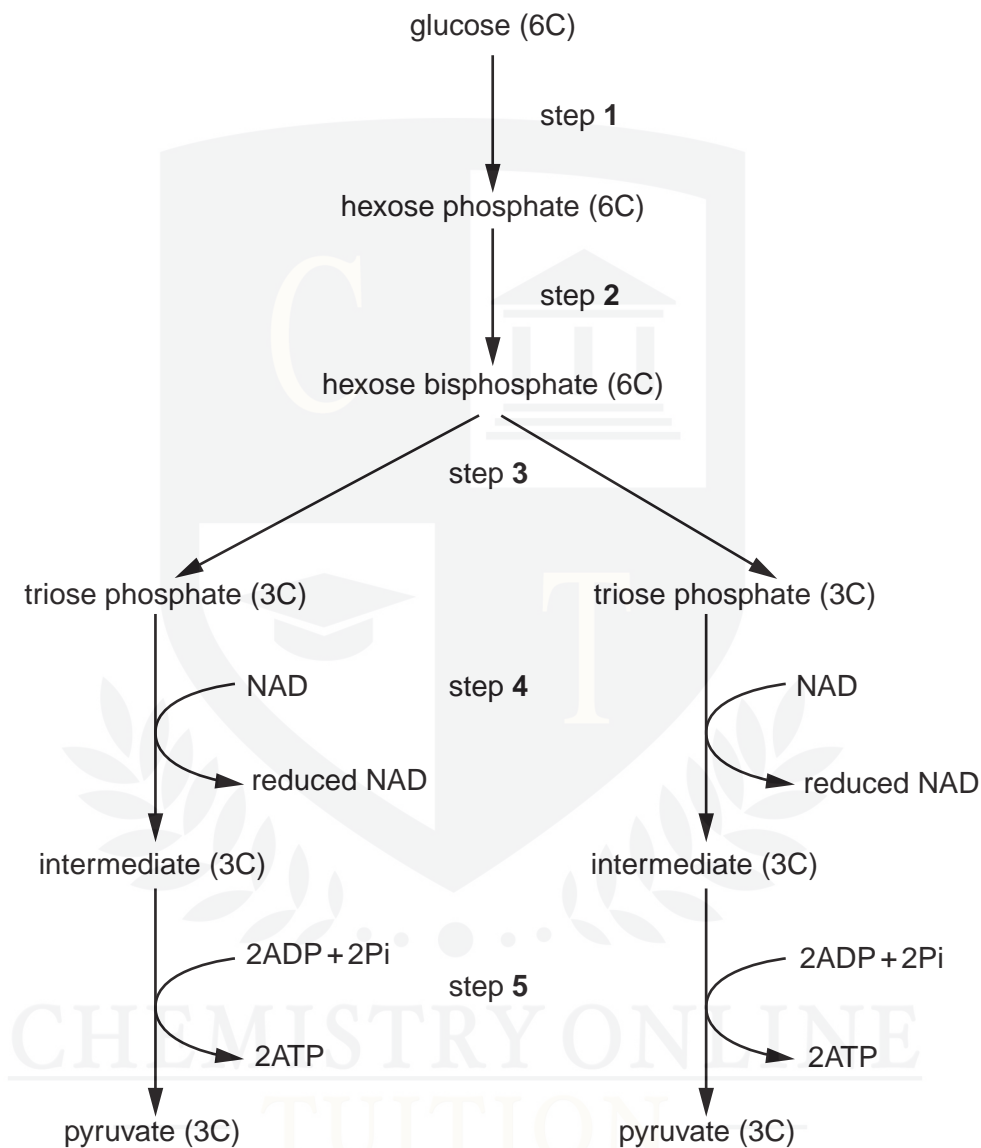 glucose (6C)
step 1
hexose phosphate (6C)
step 2
hexose bisphosphate (6C)
step 3
triose phosphate (3C)
triose phosphate (3C)
NAD
step 4
NAD
reduced NAD
reduced NAD
intermediate (3C)
intermediate (3C)
2ADP + 2Pi
step 5
2ADP + 2Pi
2ATP
2ATP
pyruvate (3C)
pyruvate (3C)
C
T
CHEMISTRY ONLINE
TUITION